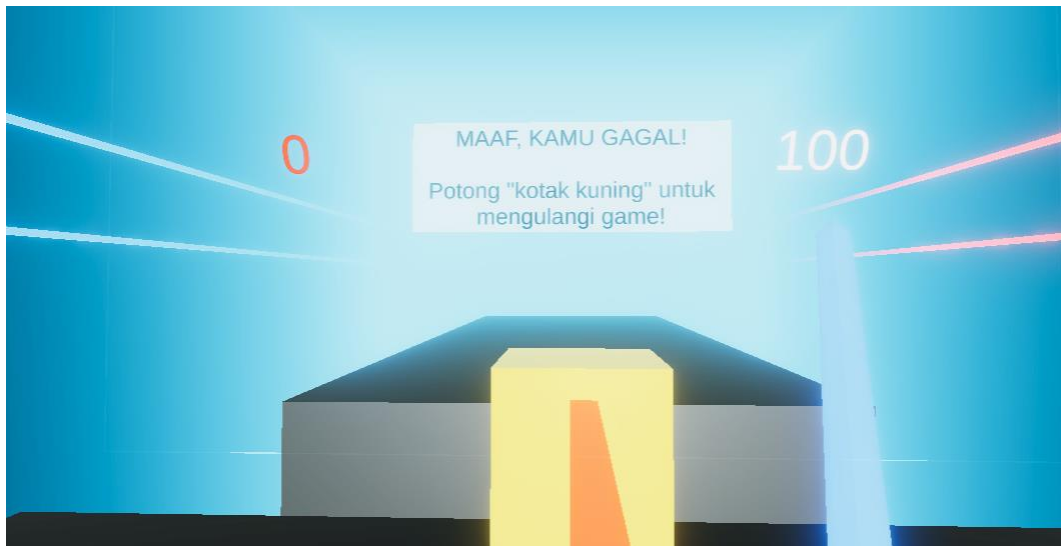 MAAF, KAMU GAGAL!
0
100
Potong "kotak kuning" untuk
mengulangi game!